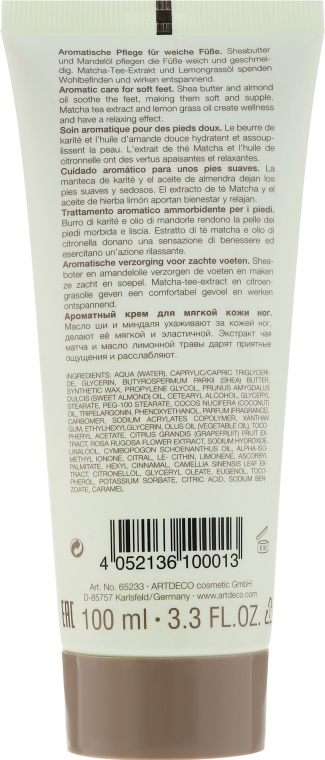 Aromatische Pflege für weiche Füße. Sheabutter
und Mandelöl pflegen die Füße weich und geschmei-
dig. Matcha-Tee-Extrakt und Lemongrassöl spenden
Wohlbefinden und wirken entspannend.
Aromatic care for soft feet. Shea butter and almond
oil soothe the feet, making them soft and supple.
Matcha tea extract and lemon grass oil create wellness
and have a relaxing effect.
Soin aromatique pour des pieds doux. Le beurre de
karité et l'huile d'amande douce hydratent et assoup-
lissent la peau. L'extrait de thé Matcha et l'huile de
citronnelle ont des vertus apaisantes et relaxantes.
Cuidado aromático para unos pies suaves. La
manteca de karité y el aceite de almendra dejan los
pies suaves y sedosos. El extracto de té Matcha y el
aceite de hierba limón aportan bienestar y relajan.
Trattamento aromatico ammorbidente per i piedi.
Burro di karité e olio di mandorle rendono la pelle dei
piedi morbida e liscia. Estratto di tè matcha e olio di
citronella donano una sensazione di benessere ed
esercitano un'azione rilassante.
Aromatische verzorging voor zachte voeten. Shea-
boter en amandelolie verzorgen de voeten en maken
ze zacht en soepel. Matcha-tee-extract en citroen-
grasolie geven een comfortabel gevoel en werken
ontspannend.
Ароматный крем для мягкой кожи ног.
Масло ши и миндаля ухаживают за кожей ног,
делают её мягкой и эластичной. Экстракт чая
матча и масло лимонной травы дарят приятные
ощущения и расслабляют.
INGREDIENTS: AQUA (WATER), CAPRYLIC/CAPRIC TRIGLYCERI-
DE, GLYCERIN, BUTYROSPERMUM PARKII (SHEA) BUTTER,
SYNTHETIC WAX, PROPYLENE GLYCOL, PRUNUS AMYGDALUS
DULCIS (SWEET ALMOND) OIL, CETEARYL ALCOHOL, GLYCERYL
STEARATE, PEG-100 STEARATE, COCOS NUCIFERA (COCONUT)
OIL, TRIPELARGONIN, PHENOXYETHANOL, PARFUM (FRAGRANCE),
CARBOMER, SODIUM ACRYLATES COPOLYMER, XANTHAN
GUM, ETHYLHEXYLGLYCERIN, OLUS OIL (VEGETABLE OIL), TOCO-
PHERYL ACETATE, CITRUS GRANDIS (GRAPEFRUIT) FRUIT EX-
TRACT, ROSA RUGOSA FLOWER EXTRACT, SODIUM HYDROXIDE,
LINALOOL, CYMBOPOGON SCHOENANTHUS OIL, ALPHA-ISO-
METHYL IONONE, CITRAL, LE- CITHIN, LIMONENE, ASCORBYL
PALMITATE, HEXYL CINNAMAL, CAMELLIA SINENSIS LEAF EX-
TRACT, CITRONELLOL, GLYCERYL OLEATE, EUGENOL, TOCO-
PHEROL, POTASSIUM SORBATE, CITRIC ACID, SODIUM BEN-
ZOATE, CARAMEL
4 052136 100013
Art. No. 65233 • ARTDECO cosmetic GmbH
D-85757 Karlsfeld/Germany • www.artdeco.com
EAC 100 ml • 3.3 FL.OZ.